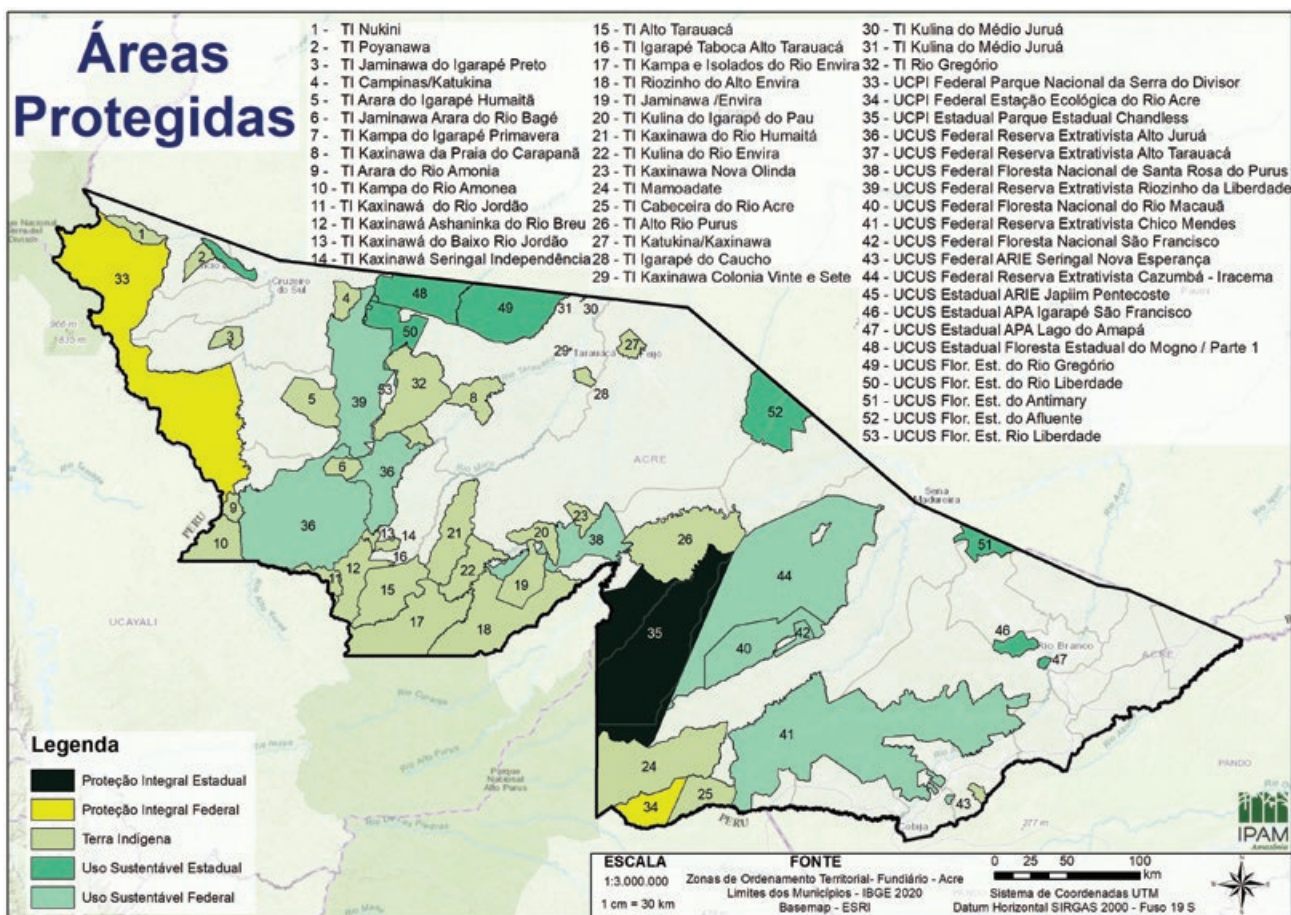 Áreas
Protegidas
1 - TI Nukini
2 - TI Poyanawa
3 - TI Jaminawa do Igarapé Preto
4 - TI Campinas/Katukina
5 - TI Arara do Igarapé Humaitã
6 - TI Jaminawa Arara do Rio Bagé
7 - TI Kampa do Igarapé Primavera
8 - TI Kaxinawa da Praia do Carapanã
9 - TI Arara do Rio Amonia
10 - TI Kampa do Rio Amonea
11 - TI Kaxinawá do Rio Jordão
12 - TI Kaxinawá Ashaninka do Rio Breu
13 - TI Kaxinawá do Baixo Rio Jordão
14 - TI Kaxinawá Seringal Independência
15 - TI Alto Tarauacá
16 - TI Igarapé Taboca Alto Tarauacá
17 - TI Kampa e Isolados do Rio Envira
18 - TI Riozinho do Alto Envira
19 - TI Jaminawa /Envira
20 - TI Kulina do Igarapé do Pau
21 - TI Kaxinawa do Rio Humaitá
22 - TI Kulina do Rio Envira
23 - TI Kaxinawa Nova Olinda
24 - TI Mamoadate
25 - TI Cabeceira do Rio Acre
26 - TI Alto Rio Purus
27 - TI Katukina/Kaxinawa
28 - TI Igarapé do Caucho
29 - TI Kaxinawa Colonia Vinte e Sete
30 - TI Kulina do Médio Juruá
31 - TI Kulina do Médio Juruá
32 - TI Rio Gregório
33 - UCPI Federal Parque Nacional da Serra do Divisor
34 - UCPI Federal Estação Ecológica do Rio Acre
35 - UCPI Estadual Parque Estadual Chandless
36 - UCUS Federal Reserva Extrativista Alto Juruá
37 - UCUS Federal Reserva Extrativista Alto Tarauacá
38 - UCUS Federal Floresta Nacional de Santa Rosa do Purus
39 - UCUS Federal Reserva Extrativista Riozinho da Liberdade
40 - UCUS Federal Floresta Nacional do Rio Macauã
41 - UCUS Federal Reserva Extrativista Chico Mendes
42 - UCUS Federal Floresta Nacional São Francisco
43 - UCUS Federal ARIE Seringal Nova Esperança
44 - UCUS Federal Reserva Extrativista Cazumbá - Iracema
45 - UCUS Estadual ARIE Japiim Pentecoste
46 - UCUS Estadual APA Igarapé São Francisco
47 - UCUS Estadual APA Lago do Amapá
48 - UCUS Estadual Floresta Estadual do Mogno / Parte 1
49 - UCUS Flor. Est. do Rio Gregório
50 - UCUS Flor. Est. do Rio Liberdade
51 - UCUS Flor. Est. do Antimary
52 - UCUS Flor. Est. do Afluente
53 - UCUS Flor. Est. Rio Liberdade
1
2
33
Cruzeiro
do Sul
4
48
49
31
30
3
50
29
Tarauacá
27
Feijó
28
53
32
8
5
39
52
ACRE
6
36
Sena
Madureira
9
PERU
10
36
21
23
13
14
16
20
38
26
51
12
11
15
22
19
44
UCAYALI
17
18
35
40
42
46
Rio Branco
47
ACRE
41
24
34
25
PERU
43
PANDO
377 m
Parque
Nacional
Alto Purus
Legenda
Proteção Integral Estadual
Proteção Integral Federal
Terra Indígena
Uso Sustentável Estadual
Uso Sustentável Federal
IPAM
Amazônia
ESCALA
1:3.000.000
1 cm = 30 km
FONTE
Zonas de Ordenamento Territorial- Fundiário - Acre
Limites dos Municípios - IBGE 2020
Basemap - ESRI
0 25 50 100
km
Sistema de Coordenadas UTM
Datum Horizontal SIRGAS 2000 - Fuso 19 S